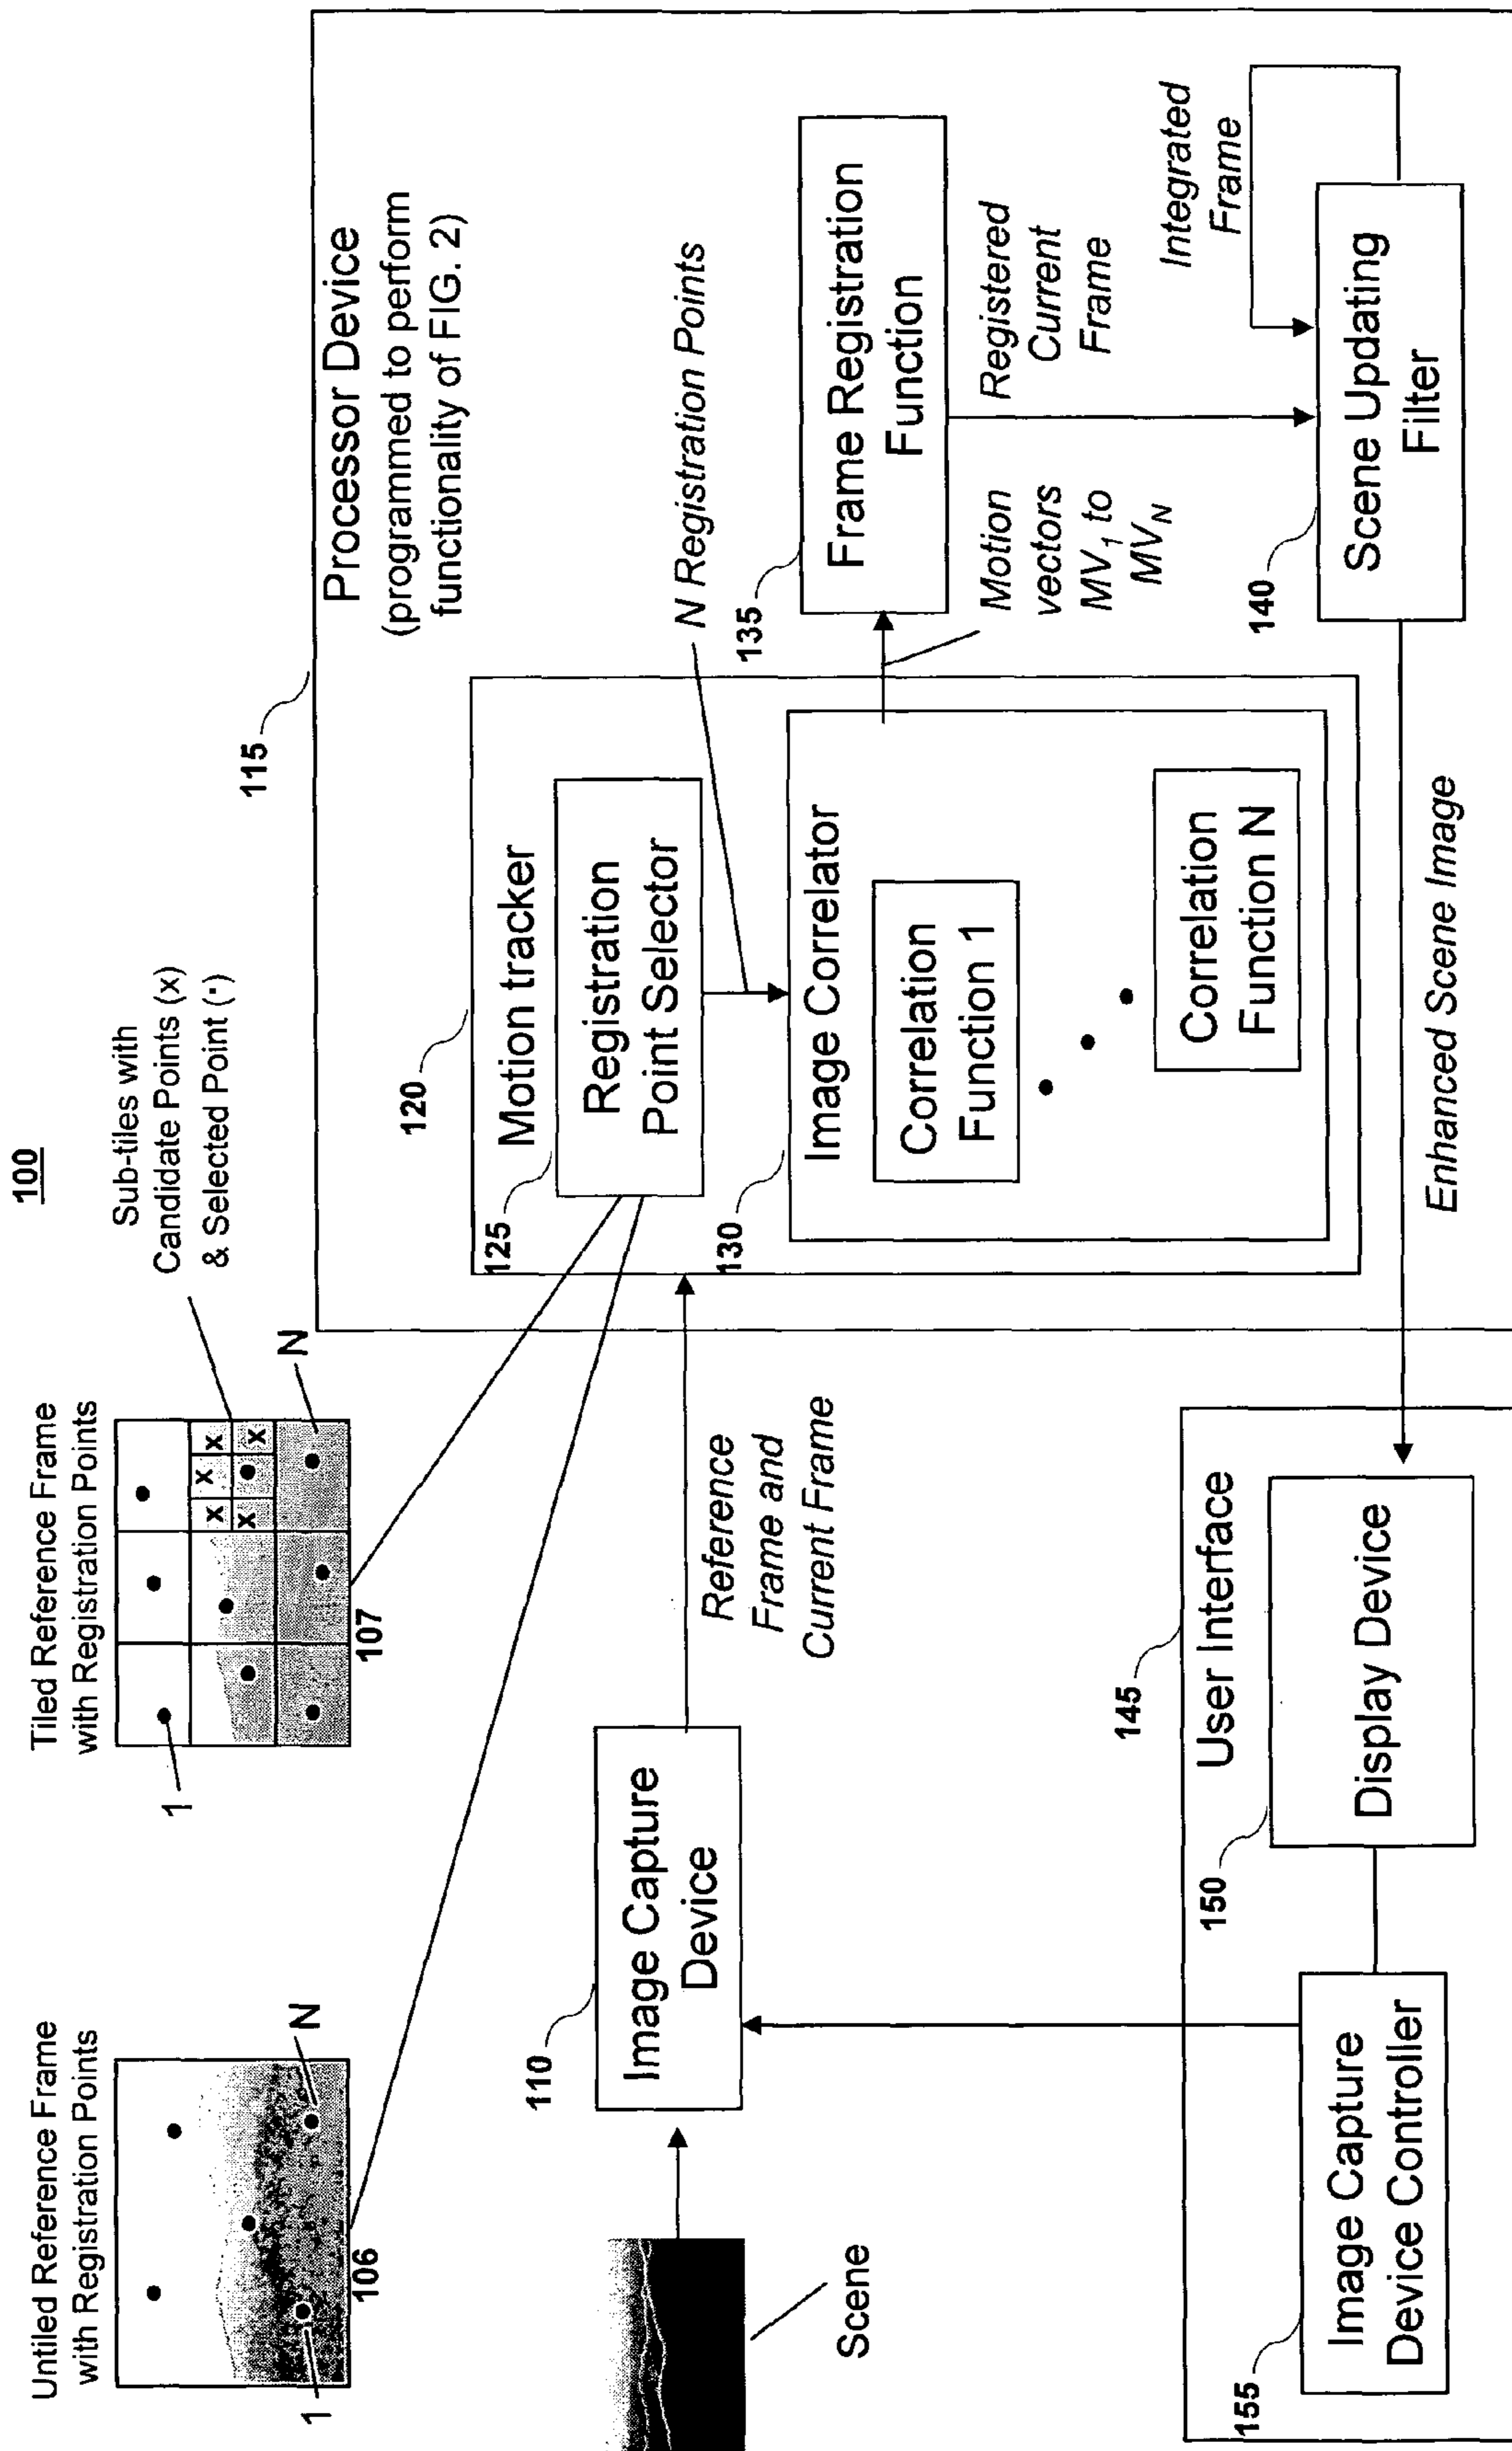 100
Untiled Reference Frame
with Registration Points
1
N
106
Tiled Reference Frame
with Registration Points
1
N
107
Sub-tiles with
Candidate Points (x)
& Selected Point (·)
x
x
x
x
x
Scene
110
Image Capture
Device
Reference
Frame and
Current Frame
115
Processor Device
(programmed to perform
functionality of FIG. 2)
120
Motion tracker
125
Registration
Point Selector
N Registration Points
130
Image Correlator
Correlation
Function 1
Correlation
Function N
135
Frame Registration
Function
Motion
vectors
MV₁ to
MV_N
Registered
Current
Frame
Integrated
Frame
140
Scene Updating
Filter
Enhanced Scene Image
145
User Interface
150
Display Device
155
Image Capture
Device Controller